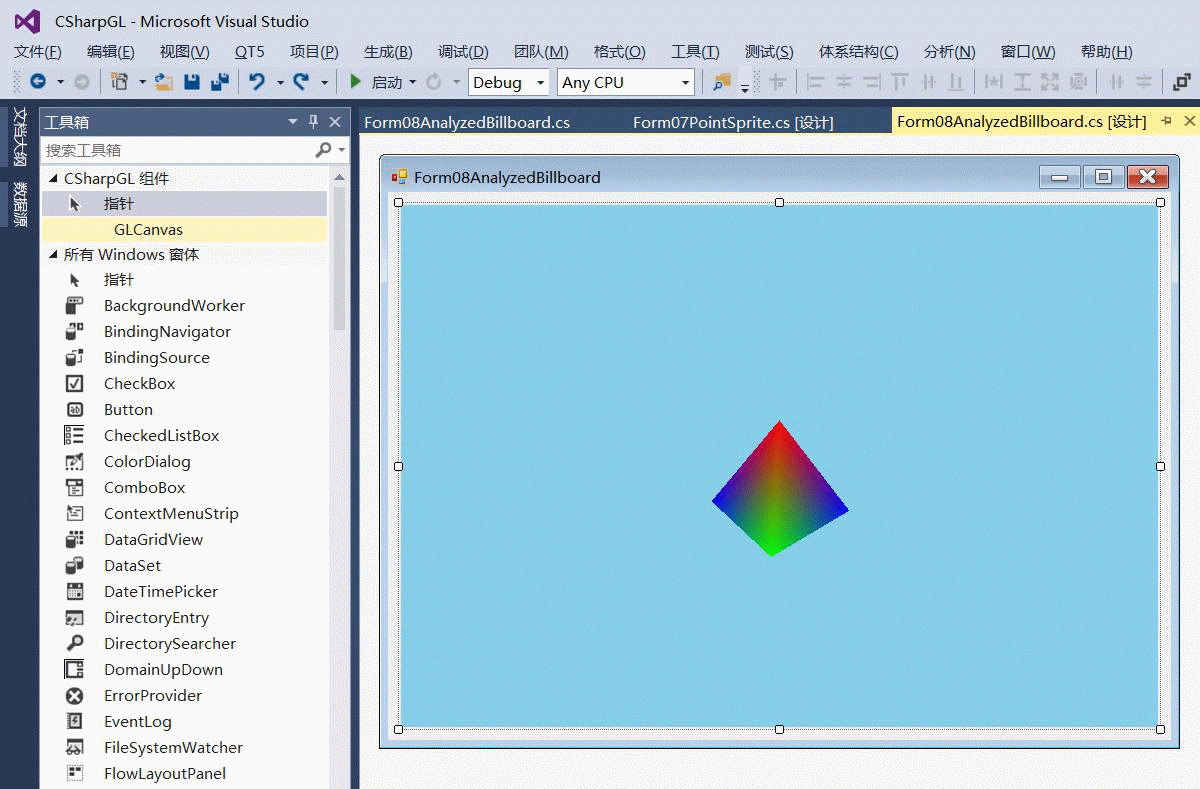 CSharpGL - Microsoft Visual Studio
文件(F) 编辑(E) 视图(V) QT5 项目(P) 生成(B) 调试(D) 团队(M) 格式(O) 工具(T) 测试(S) 体系结构(C) 分析(N) 窗口(W) 帮助(H)
启动 Debug Any CPU
文档大纲
数据源
工具箱
搜索工具箱
CSharpGL 组件
指针
GLCanvas
所有 Windows 窗体
指针
BackgroundWorker
BindingNavigator
BindingSource
CheckBox
Button
CheckedListBox
ColorDialog
ComboBox
ContextMenuStrip
DataGridView
DataSet
DateTimePicker
DirectoryEntry
DirectorySearcher
DomainUpDown
ErrorProvider
EventLog
FileSystemWatcher
FlowLayoutPanel
Form08AnalyzedBillboard.cs Form07PointSprite.cs [设计] Form08AnalyzedBillboard.cs [设计]
Form08AnalyzedBillboard